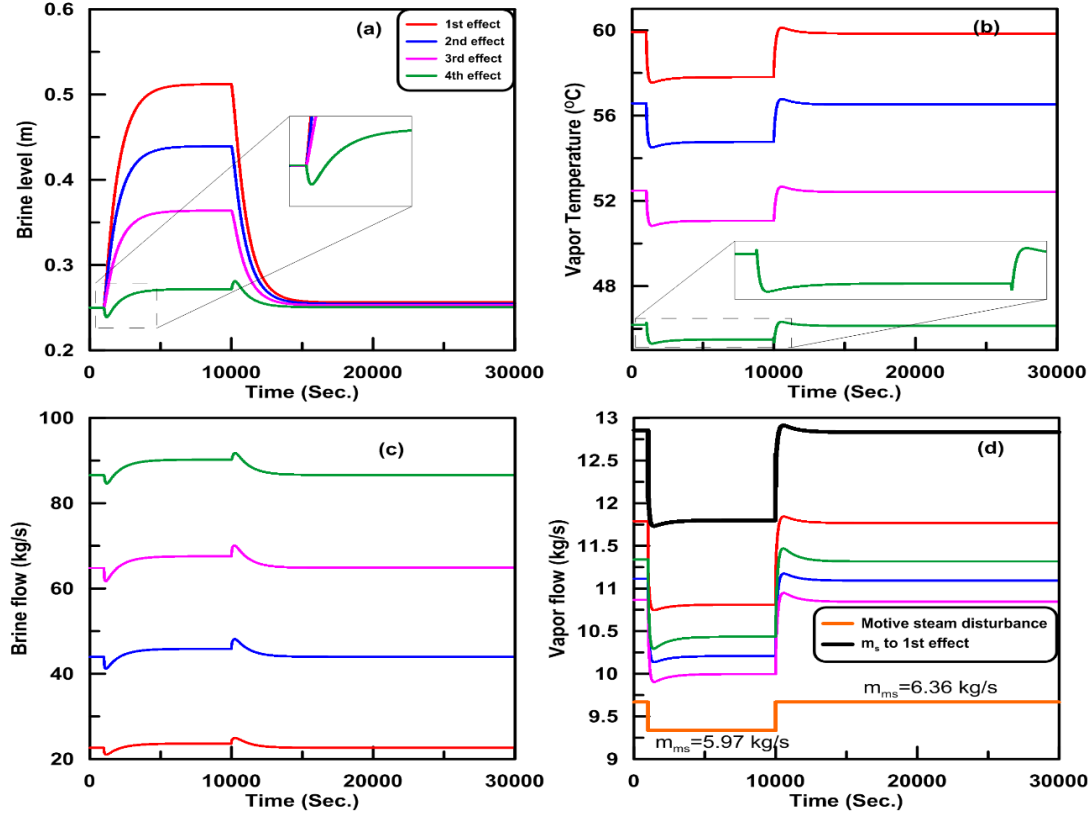 0.6
0.5
0.4
0.3
0.2
Brine level (m)
(a)
1st effect
2nd effect
3rd effect
4th effect
0
10000
20000
30000
Time (Sec.)
60
56
52
48
Vapor Temperature (⁰C)
(b)
0
10000
20000
30000
Time (Sec.)
100
80
60
40
20
Brine flow (kg/s)
(c)
0
10000
20000
30000
Time (Sec.)
13
12.5
12
11.5
11
10.5
10
9.5
9
Vapor flow (kg/s)
(d)
Motive steam disturbance
mₛ to 1st effect
mₘₛ=6.36 kg/s
mₘₛ=5.97 kg/s
0
10000
20000
30000
Time (Sec.)